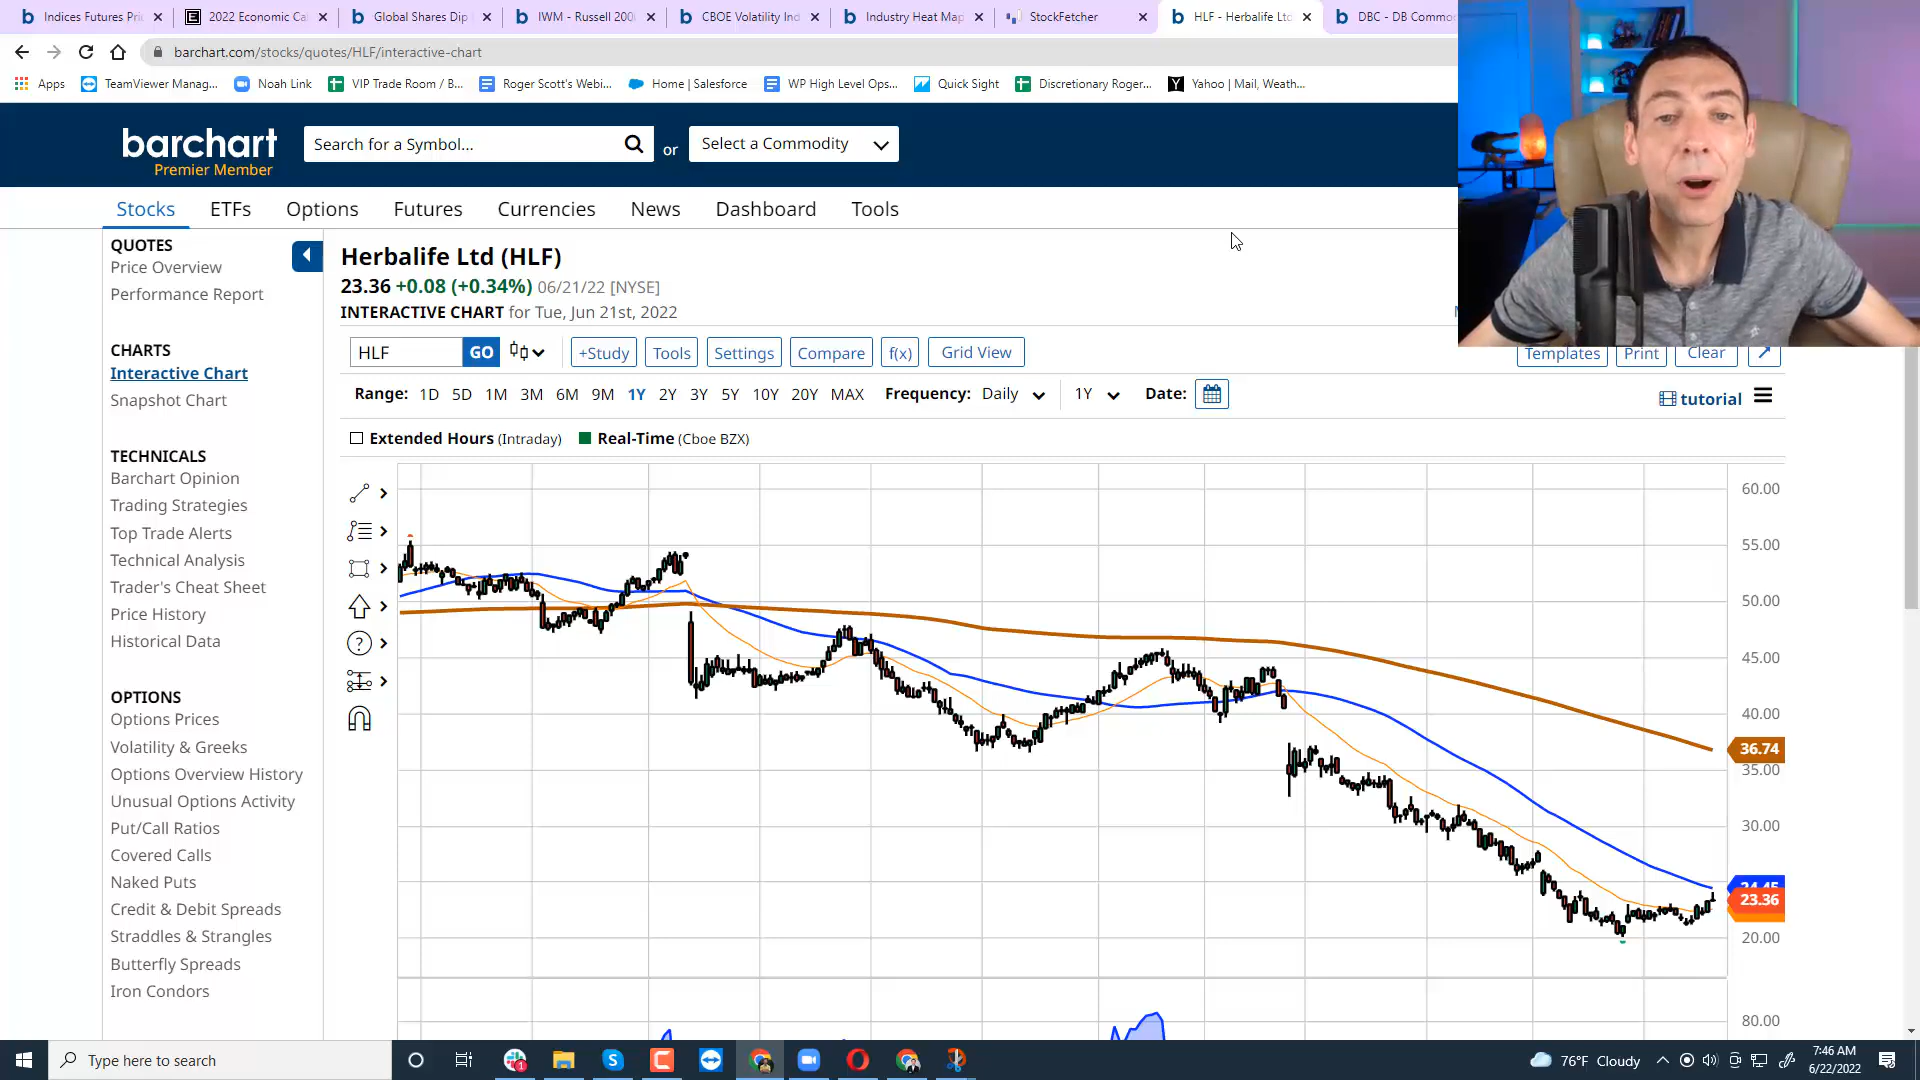 Indices Futures Pri
2022 Economic Ca
Global Shares Dip
IWM - Russell 200
CBOE Volatility Ind
Industry Heat Map
StockFetcher
HLF - Herbalife Ltd
DBC - DB Commo
barchart.com/stocks/quotes/HLF/interactive-chart
Apps
TeamViewer Manag...
Noah Link
VIP Trade Room / B...
Roger Scott's Webi...
Home | Salesforce
WP High Level Ops...
Quick Sight
Discretionary Roger...
Yahoo | Mail, Weath...
barchart
Premier Member
Search for a Symbol...
or
Select a Commodity
Stocks ETFs Options Futures Currencies News Dashboard Tools
QUOTES
Price Overview
Performance Report
CHARTS
Interactive Chart
Snapshot Chart
TECHNICALS
Barchart Opinion
Trading Strategies
Top Trade Alerts
Technical Analysis
Trader's Cheat Sheet
Price History
Historical Data
OPTIONS
Options Prices
Volatility & Greeks
Options Overview History
Unusual Options Activity
Put/Call Ratios
Covered Calls
Naked Puts
Credit & Debit Spreads
Straddles & Strangles
Butterfly Spreads
Iron Condors
Herbalife Ltd (HLF)
23.36 +0.08 (+0.34%) 06/21/22 [NYSE]
INTERACTIVE CHART for Tue, Jun 21st, 2022
HLF GO +Study Tools Settings Compare f(x) Grid View Templates Print Clear
Range: 1D 5D 1M 3M 6M 9M 1Y 2Y 3Y 5Y 10Y 20Y MAX Frequency: Daily 1Y Date:
tutorial
Extended Hours (Intraday) Real-Time (Cboe BZX)
60.00
55.00
50.00
45.00
40.00
36.74
35.00
30.00
24.45
23.36
20.00
80.00
Type here to search
76°F Cloudy
7:46 AM
6/22/2022